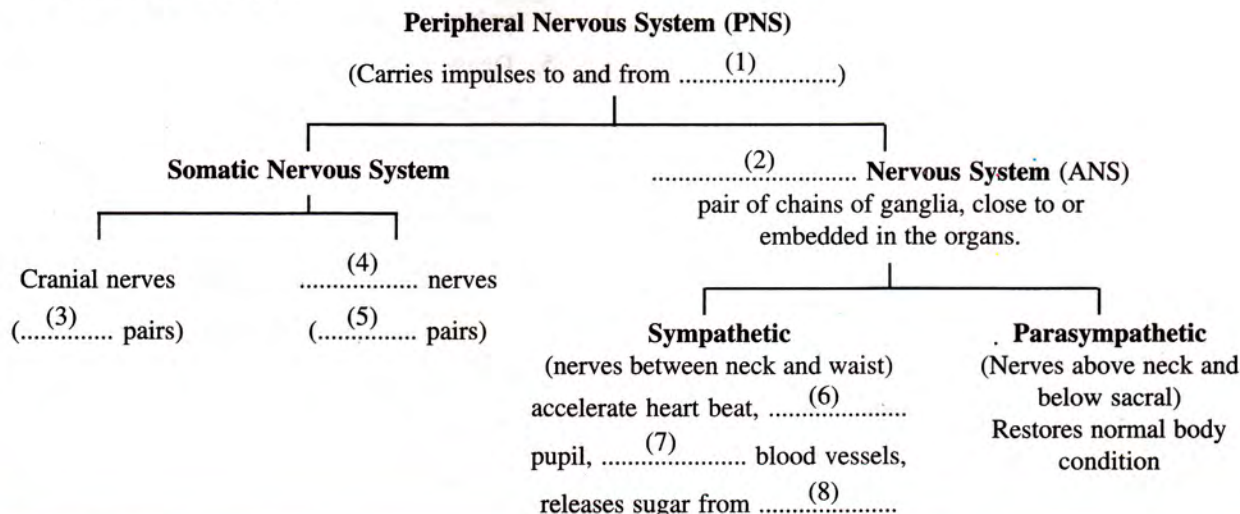 Peripheral Nervous System (PNS)
(Carries impulses to and from ......(1)......)
Somatic Nervous System
......(2)...... Nervous System (ANS)
pair of chains of ganglia, close to or
embedded in the organs.
Cranial nerves
(......(3)...... pairs)
......(4)...... nerves
(......(5)...... pairs)
Sympathetic
(nerves between neck and waist)
accelerate heart beat, ......(6)......
pupil, ......(7)...... blood vessels,
releases sugar from ......(8)......
Parasympathetic
(Nerves above neck and
below sacral)
Restores normal body
condition